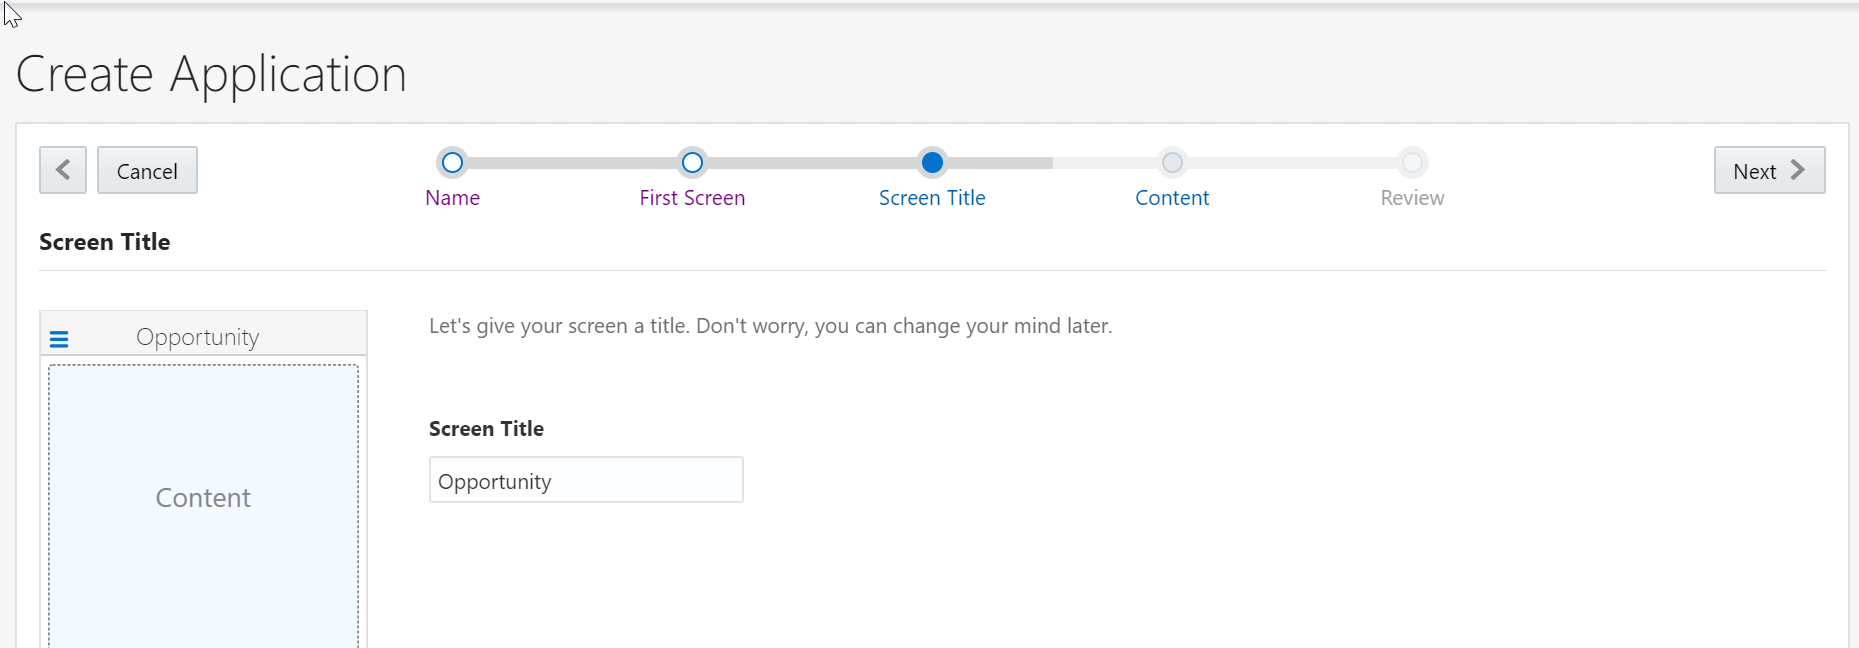 Create Application
Cancel
Name
First Screen
Screen Title
Content
Review
Next
Screen Title
Opportunity
Content
Let's give your screen a title. Don't worry, you can change your mind later.
Screen Title
Opportunity